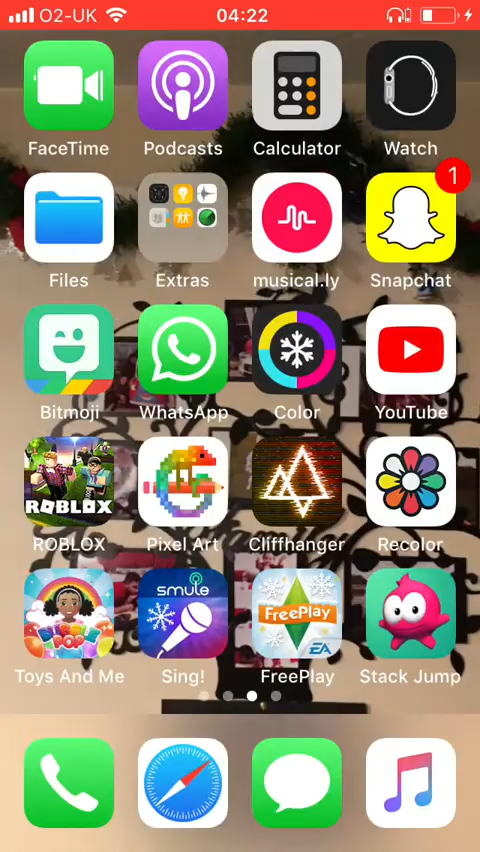 O2-UK 04:22
FaceTime Podcasts Calculator Watch
1
Files Extras musical.ly Snapchat
Bitmoji WhatsApp Color YouTube
ROBLOX
ROBLOX Pixel Art Cliffhanger Recolor
smule
FreePlay
EA
Toys And Me Sing! FreePlay Stack Jump